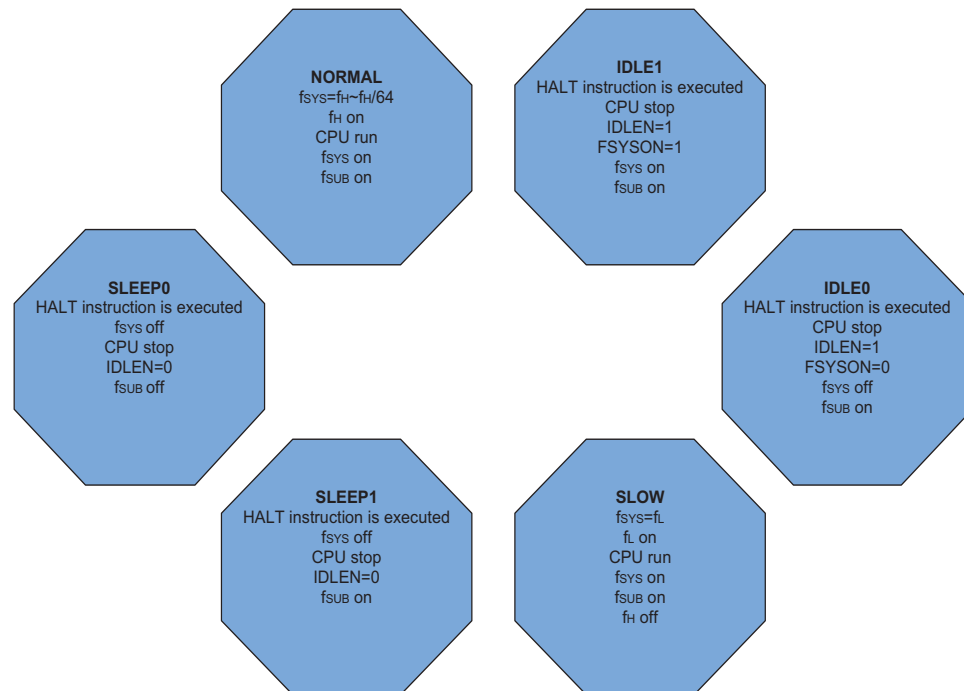 NORMAL
fSYS=fH~fH/64
fH on
CPU run
fSYS on
fSUB on
IDLE1
HALT instruction is executed
CPU stop
IDLEN=1
FSYSON=1
fSYS on
fSUB on
SLEEP0
HALT instruction is executed
fSYS off
CPU stop
IDLEN=0
fSUB off
IDLE0
HALT instruction is executed
CPU stop
IDLEN=1
FSYSON=0
fSYS off
fSUB on
SLEEP1
HALT instruction is executed
fSYS off
CPU stop
IDLEN=0
fSUB on
SLOW
fSYS=fL
fL on
CPU run
fSYS on
fSUB on
fH off